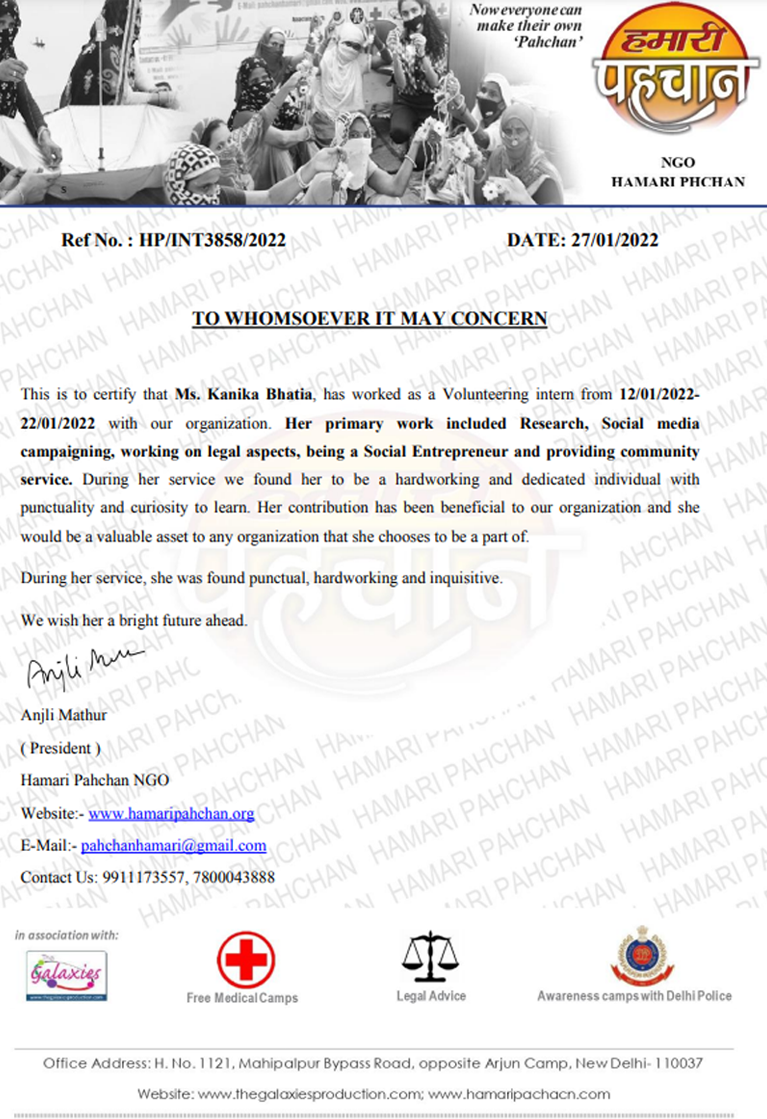 Now everyone can
make their own
‘Pahchan’
हमारी
पहचान
NGO
HAMARI PHCHAN
Ref No. : HP/INT3858/2022 DATE: 27/01/2022
TO WHOMSOEVER IT MAY CONCERN
This is to certify that Ms. Kanika Bhatia, has worked as a Volunteering intern from 12/01/2022-
22/01/2022 with our organization. Her primary work included Research, Social media
campaigning, working on legal aspects, being a Social Entrepreneur and providing community
service. During her service we found her to be a hardworking and dedicated individual with
punctuality and curiosity to learn. Her contribution has been beneficial to our organization and she
would be a valuable asset to any organization that she chooses to be a part of.
During her service, she was found punctual, hardworking and inquisitive.
We wish her a bright future ahead.
Anjli Mathur
( President )
Hamari Pahchan NGO
Website:- www.hamaripahchan.org
E-Mail:- pahchanhamari@gmail.com
Contact Us: 9911173557, 7800043888
in association with:
The Galaxies
www.thegalaxiesproduction.com
Free Medical Camps
Legal Advice
Awareness camps with Delhi Police
Office Address: H. No. 1121, Mahipalpur Bypass Road, opposite Arjun Camp, New Delhi- 110037
Website: www.thegalaxiesproduction.com; www.hamaripachacn.com
HAMARI PAHCHAN